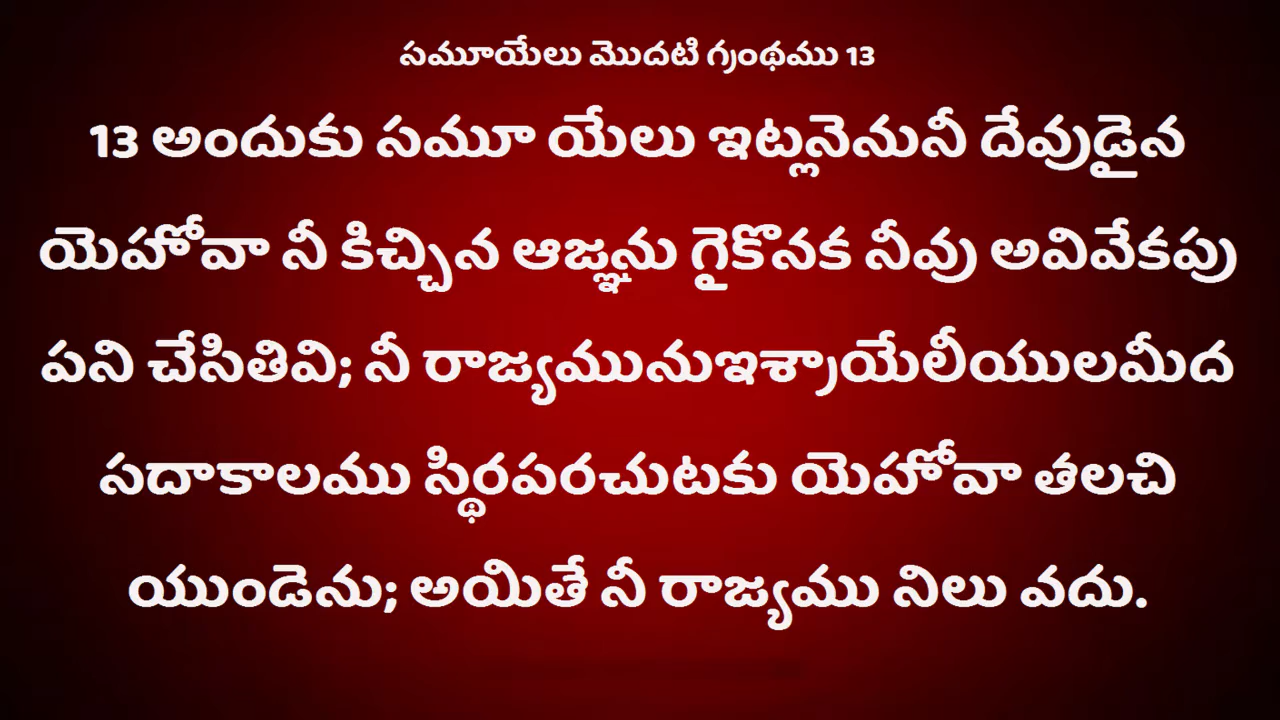 సమూయేలు మొదటి గ్రంథము 13
13 అందుకు సమూ యేలు ఇట్లనెనునీ దేవుడైన
యెహోవా నీ కిచ్చిన ఆజ్ఞను గైకొనక నీవు అవివేకపు
పని చేసితివి; నీ రాజ్యమునుఇశ్రాయేలీయులమీద
సదాకాలము స్థిరపరచుటకు యెహోవా తలచి
యుండెను; అయితే నీ రాజ్యము నిలు వదు.